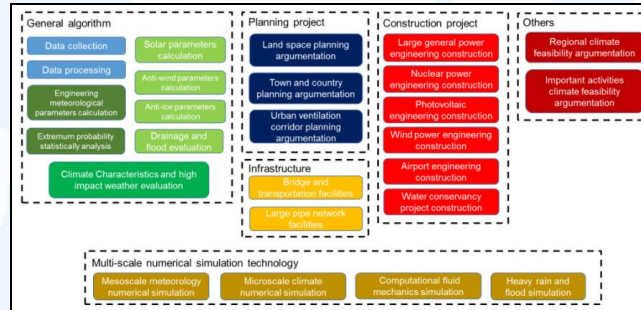 General algorithm
Data collection
Data processing
Engineering
meteorological
parameters calculation
Extremum probability
statistically analysis
Solar parameters
calculation
Anti-wind parameters
calculation
Anti-ice parameters
calculation
Drainage and
flood evaluation
Climate Characteristics and high
impact weather evaluation
Planning project
Land space planning
argumentation
Town and country
planning argumentation
Urban ventilation
corridor planning
argumentation
Infrastructure
Bridge and
transportation facilities
Large pipe network
facilities
Construction project
Large general power
engineering construction
Nuclear power
engineering construction
Photovoltaic
engineering construction
Wind power engineering
construction
Airport engineering
construction
Water conservancy
project construction
Others
Regional climate
feasibility argumentation
Important activities
climate feasibility
argumentation
Multi-scale numerical simulation technology
Mesoscale meteorology
numerical simulation
Microscale climate
numerical simulation
Computational fluid
mechanics simulation
Heavy rain and
flood simulation